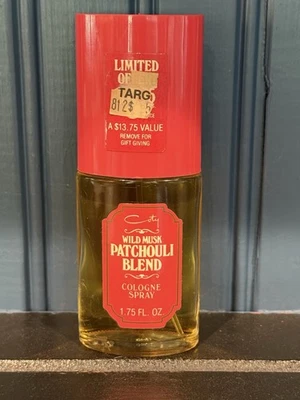 LIMITED
TARG
A $13.75 VALUE
REMOVE FOR
GIFT GIVING
Coty
WILD MUSK
PATCHOULI
BLEND
COLOGNE
SPRAY
1.75 FL. OZ.